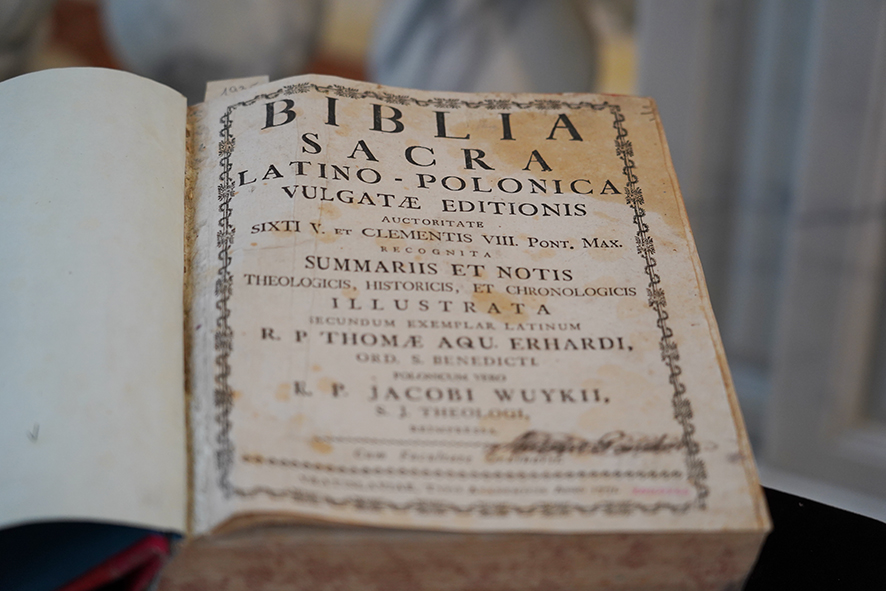 BIBLIA
SACRA
LATINO-POLONICA
VULGATÆ EDITIONIS
AUCTORITATE
SIXTI V. ET CLEMENTIS VIII. PONT. MAX.
RECOGNITA
SUMMARIIS ET NOTIS
THEOLOGICIS, HISTORICIS, ET CHRONOLOGICIS
ILLUSTRATA
SECUNDUM EXEMPLAR LATINUM
R. P. THOMÆ AQU. ERHARDI,
ORD. S. BENEDICTI.
POLONICUM VERO
R. P. JACOBI WUYKII,
S. J. THEOLOGI,
Cum Facultate